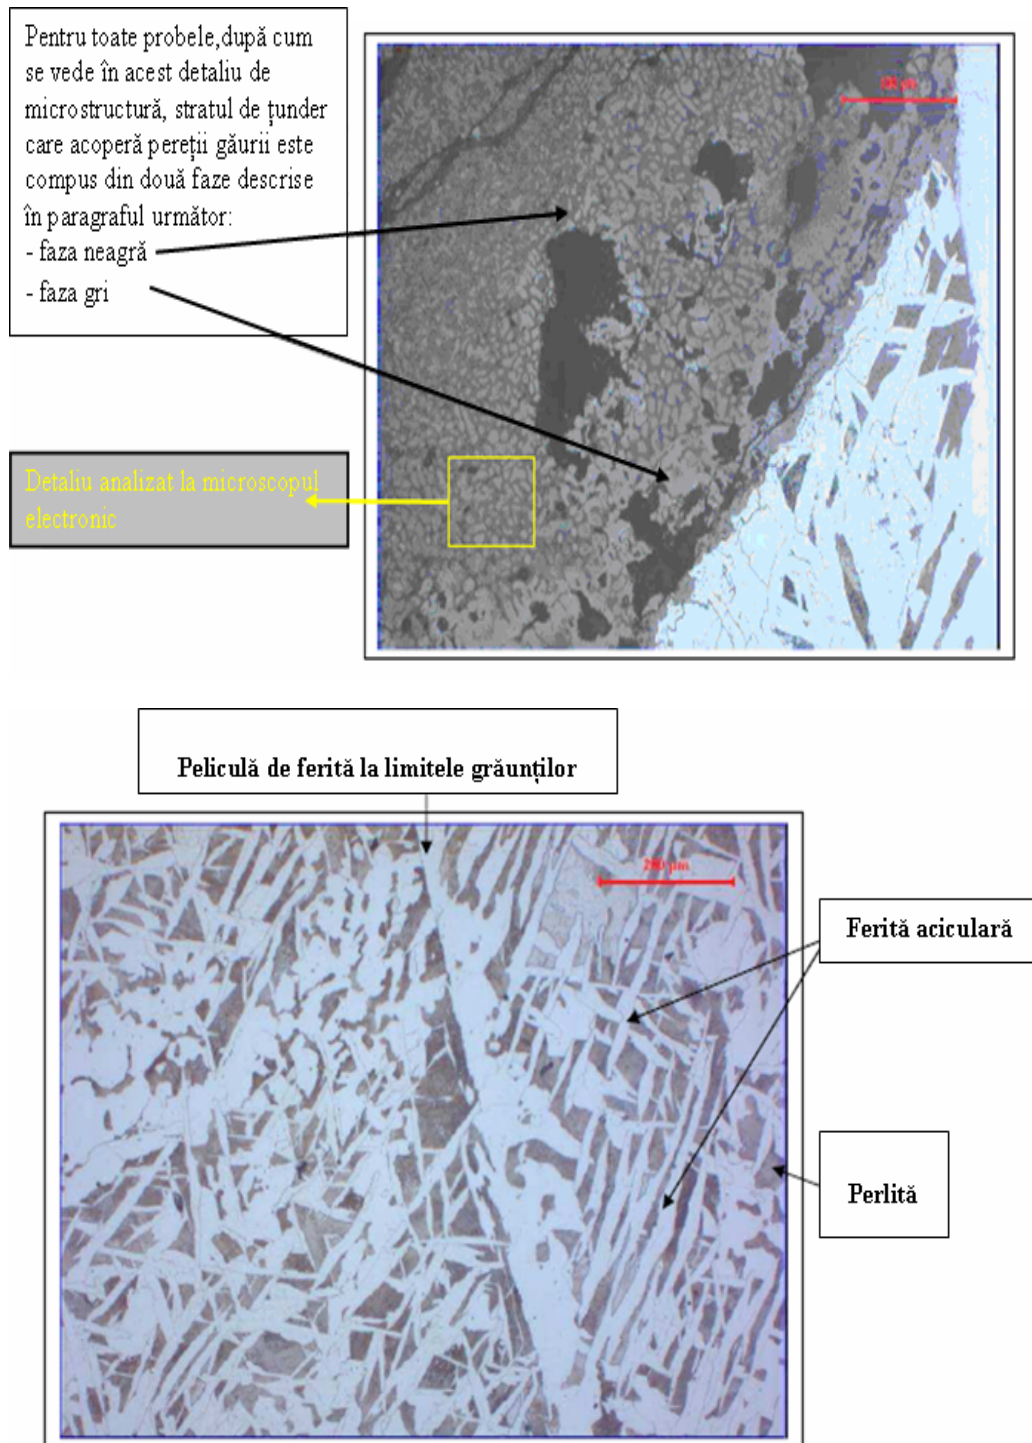 Pentru toate probele,după cum
se vede în acest detaliu de
microstructură, stratul de țunder
care acoperă pereții găurii este
compus din două faze descrise
în paragraful următor:
- faza neagră
- faza gri
Detaliu analizat la microscopul
electronic
Peliculă de ferită la limitele grăunților
µm
Ferită aciculară
Perlită